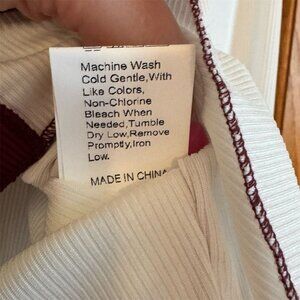 Machine Wash
Cold Gentle,With
Like Colors,
Non-Chlorine
Bleach When
Needed,Tumble
Dry Low,Remove
Promptly,Iron
Low.
MADE IN CHINA